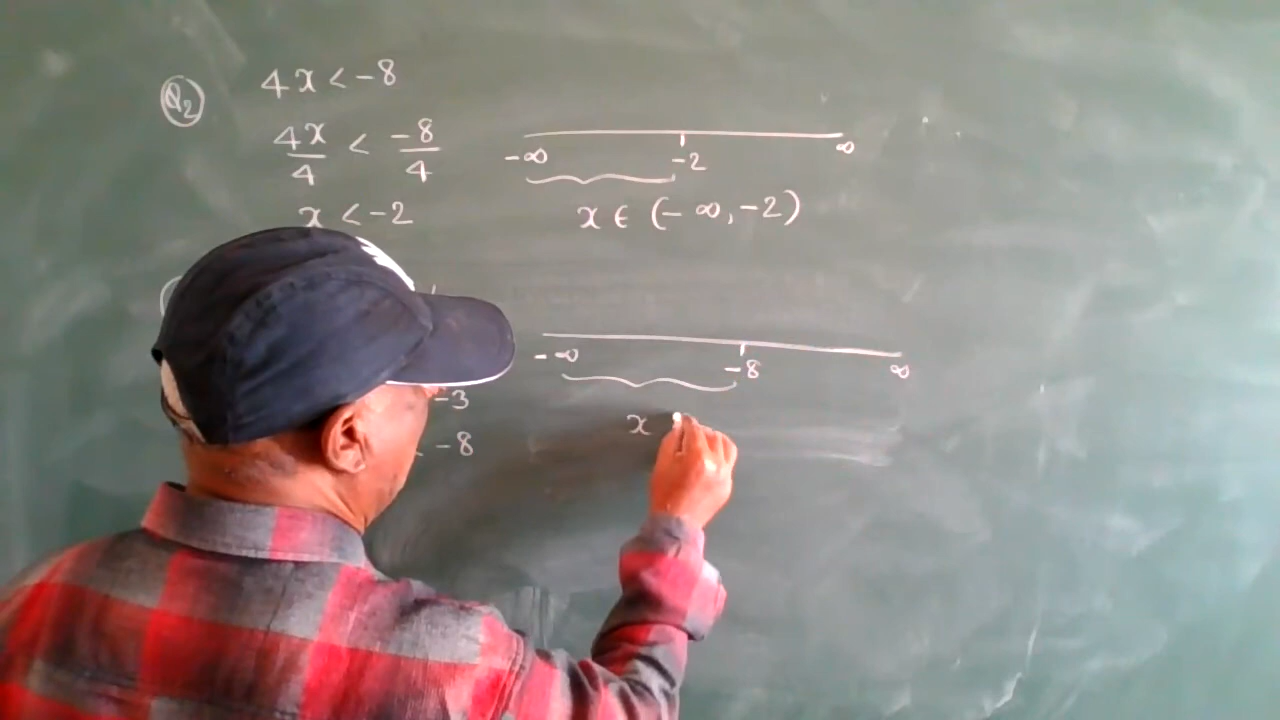 Q2 4x < -8
4x/4 < -8/4
-∞ -2 ∞
x < -2
x ∈ (-∞, -2)
-∞ -8 ∞
-3
< -8
x